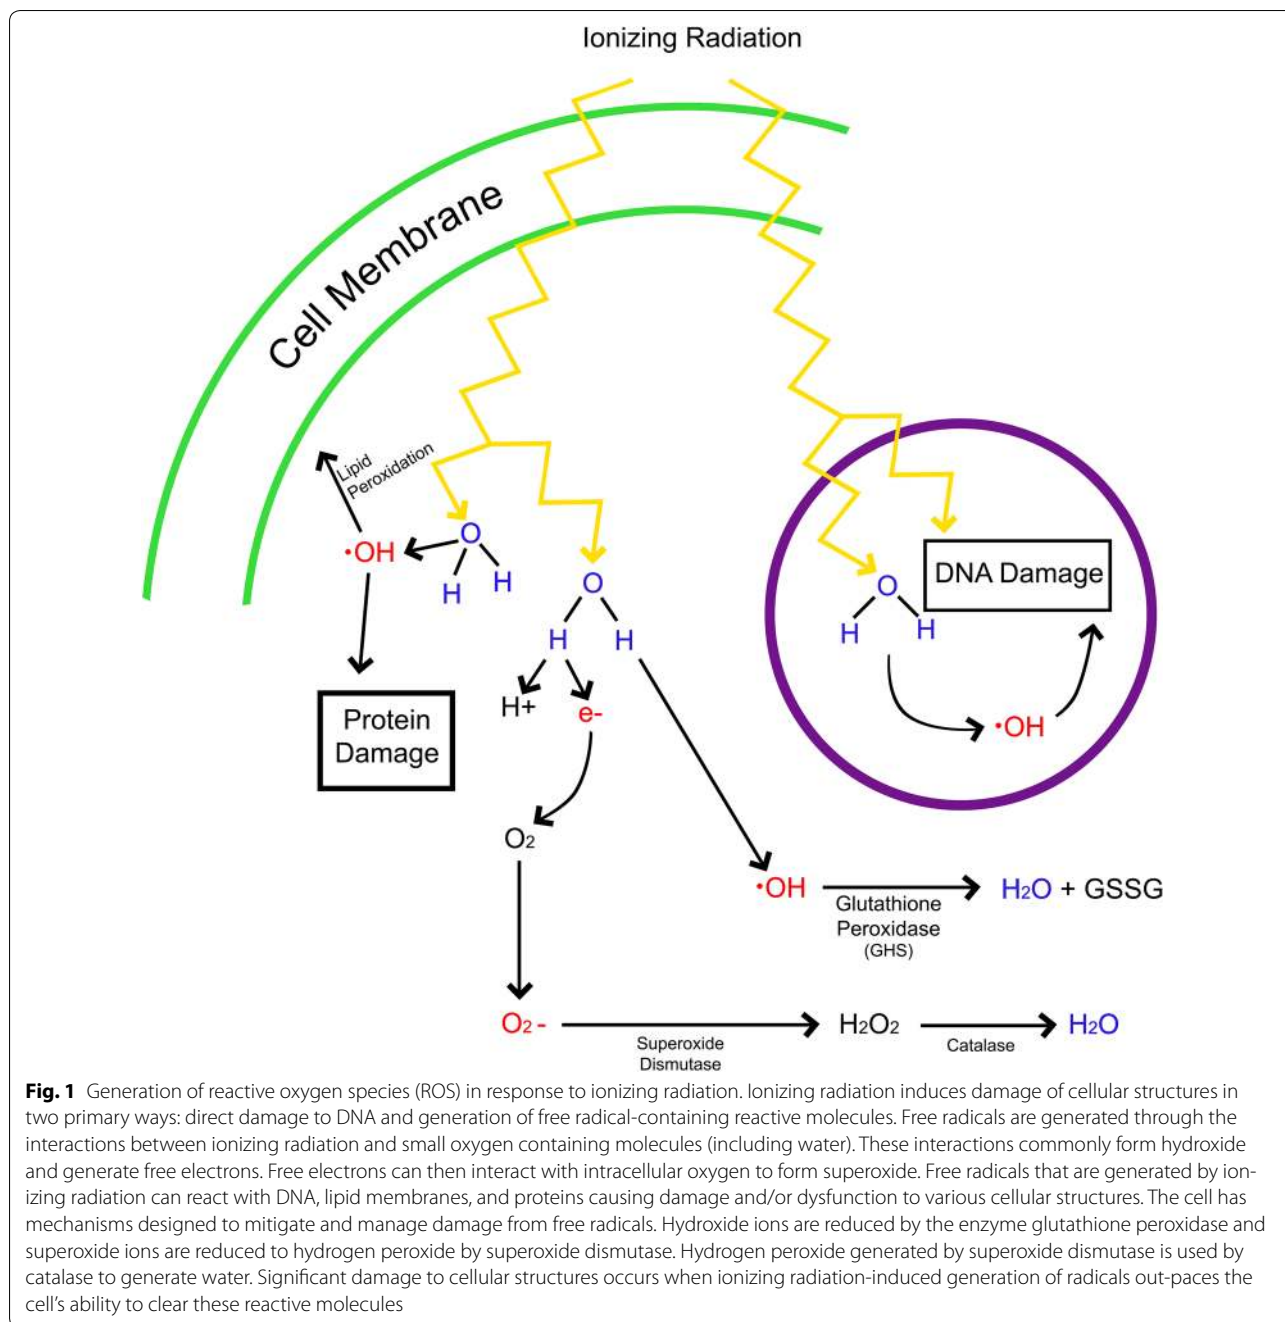 Ionizing Radiation
Cell Membrane
Lipid
Peroxidation
•OH
O
H
H
O
H
H
H+
e-
Protein
Damage
DNA Damage
O
H
H
•OH
O2
•OH
Glutathione
Peroxidase
(GHS)
H2O + GSSG
O2 -
Superoxide
Dismutase
H2O2
Catalase
H2O
Fig. 1 Generation of reactive oxygen species (ROS) in response to ionizing radiation. Ionizing radiation induces damage of cellular structures in
two primary ways: direct damage to DNA and generation of free radical-containing reactive molecules. Free radicals are generated through the
interactions between ionizing radiation and small oxygen containing molecules (including water). These interactions commonly form hydroxide
and generate free electrons. Free electrons can then interact with intracellular oxygen to form superoxide. Free radicals that are generated by ion-
izing radiation can react with DNA, lipid membranes, and proteins causing damage and/or dysfunction to various cellular structures. The cell has
mechanisms designed to mitigate and manage damage from free radicals. Hydroxide ions are reduced by the enzyme glutathione peroxidase and
superoxide ions are reduced to hydrogen peroxide by superoxide dismutase. Hydrogen peroxide generated by superoxide dismutase is used by
catalase to generate water. Significant damage to cellular structures occurs when ionizing radiation-induced generation of radicals out-paces the
cell's ability to clear these reactive molecules